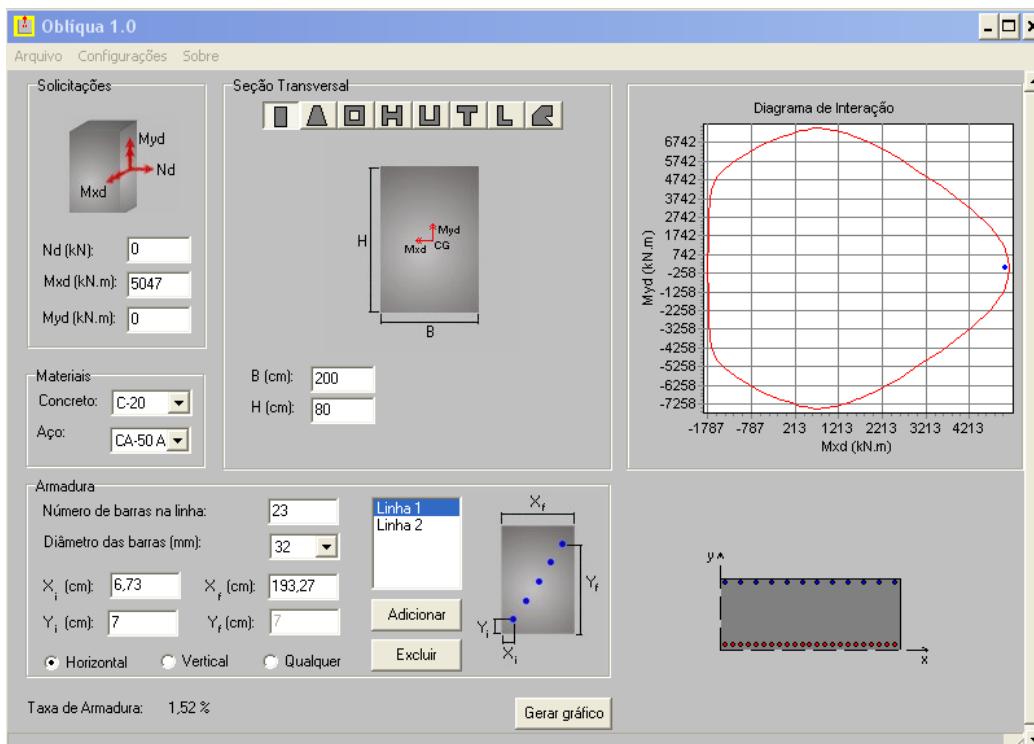 Oblíqua 1.0
Arquivo Configurações Sobre
Solicitações
Myd
Nd
Mxd
Nd (kN): 0
Mxd (kN.m): 5047
Myd (kN.m): 0
Materiais
Concreto: C-20
Aço: CA-50 A
Seção Transversal
H
Myd
Mxd CG
B
B (cm): 200
H (cm): 80
Diagrama de Interação
Myd (kN.m)
6742
5742
4742
3742
2742
1742
742
-258
-1258
-2258
-3258
-4258
-5258
-6258
-7258
-1787 -787 213 1213 2213 3213 4213
Mxd (kN.m)
Armadura
Número de barras na linha: 23
Diâmetro das barras (mm): 32
Xi (cm): 6,73 Xf (cm): 193,27
Yi (cm): 7 Yf (cm): 7
Horizontal Vertical Qualquer
Linha 1
Linha 2
Adicionar
Excluir
Xf
Yf
Yi
Xi
y
x
Taxa de Armadura: 1,52 %
Gerar gráfico